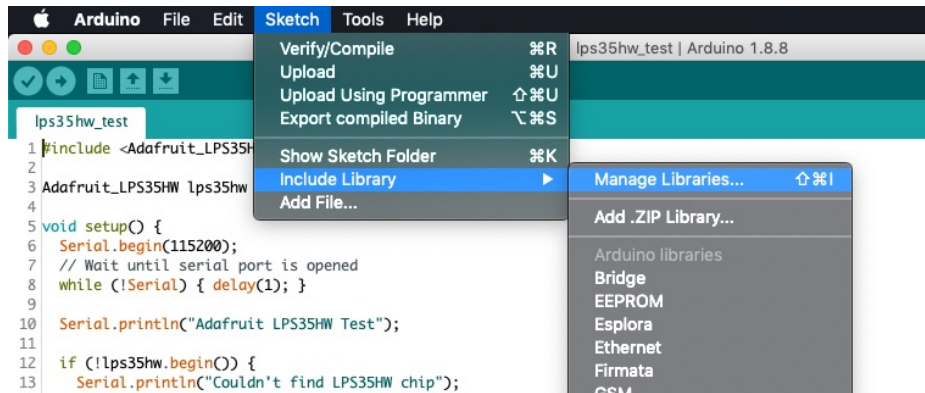 Arduino File Edit Sketch Tools Help
lps35hw_test | Arduino 1.8.8
Verify/Compile ⌘R
Upload ⌘U
Upload Using Programmer ⇧⌘U
Export compiled Binary ⌥⌘S
Show Sketch Folder ⌘K
Include Library ▶
Add File...
Manage Libraries... ⇧⌘I
Add .ZIP Library...
Arduino libraries
Bridge
EEPROM
Esplora
Ethernet
Firmata
GSM
lps35hw_test
1 #include <Adafruit_LPS35H
2
3 Adafruit_LPS35HW lps35hw
4
5 void setup() {
6 Serial.begin(115200);
7 // Wait until serial port is opened
8 while (!Serial) { delay(1); }
9
10 Serial.println("Adafruit LPS35HW Test");
11
12 if (!lps35hw.begin()) {
13 Serial.println("Couldn't find LPS35HW chip");